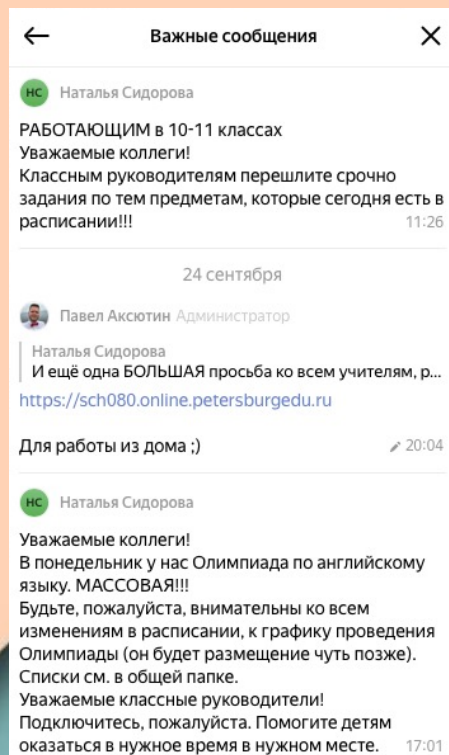 Важные сообщения
НС Наталья Сидорова
РАБОТАЮЩИМ в 10-11 классах
Уважаемые коллеги!
Классным руководителям перешлите срочно
задания по тем предметам, которые сегодня есть в
расписании!!! 11:26
24 сентября
Павел Аксютин Администратор
Наталья Сидорова
И ещё одна БОЛЬШАЯ просьба ко всем учителям, р...
https://sch080.online.petersburgedu.ru
Для работы из дома ;) 20:04
НС Наталья Сидорова
Уважаемые коллеги!
В понедельник у нас Олимпиада по английскому
языку. МАССОВАЯ!!!
Будьте, пожалуйста, внимательны ко всем
изменениям в расписании, к графику проведения
Олимпиады (он будет размещение чуть позже).
Списки см. в общей папке.
Уважаемые классные руководители!
Подключитесь, пожалуйста. Помогите детям
оказаться в нужное время в нужном месте. 17:01